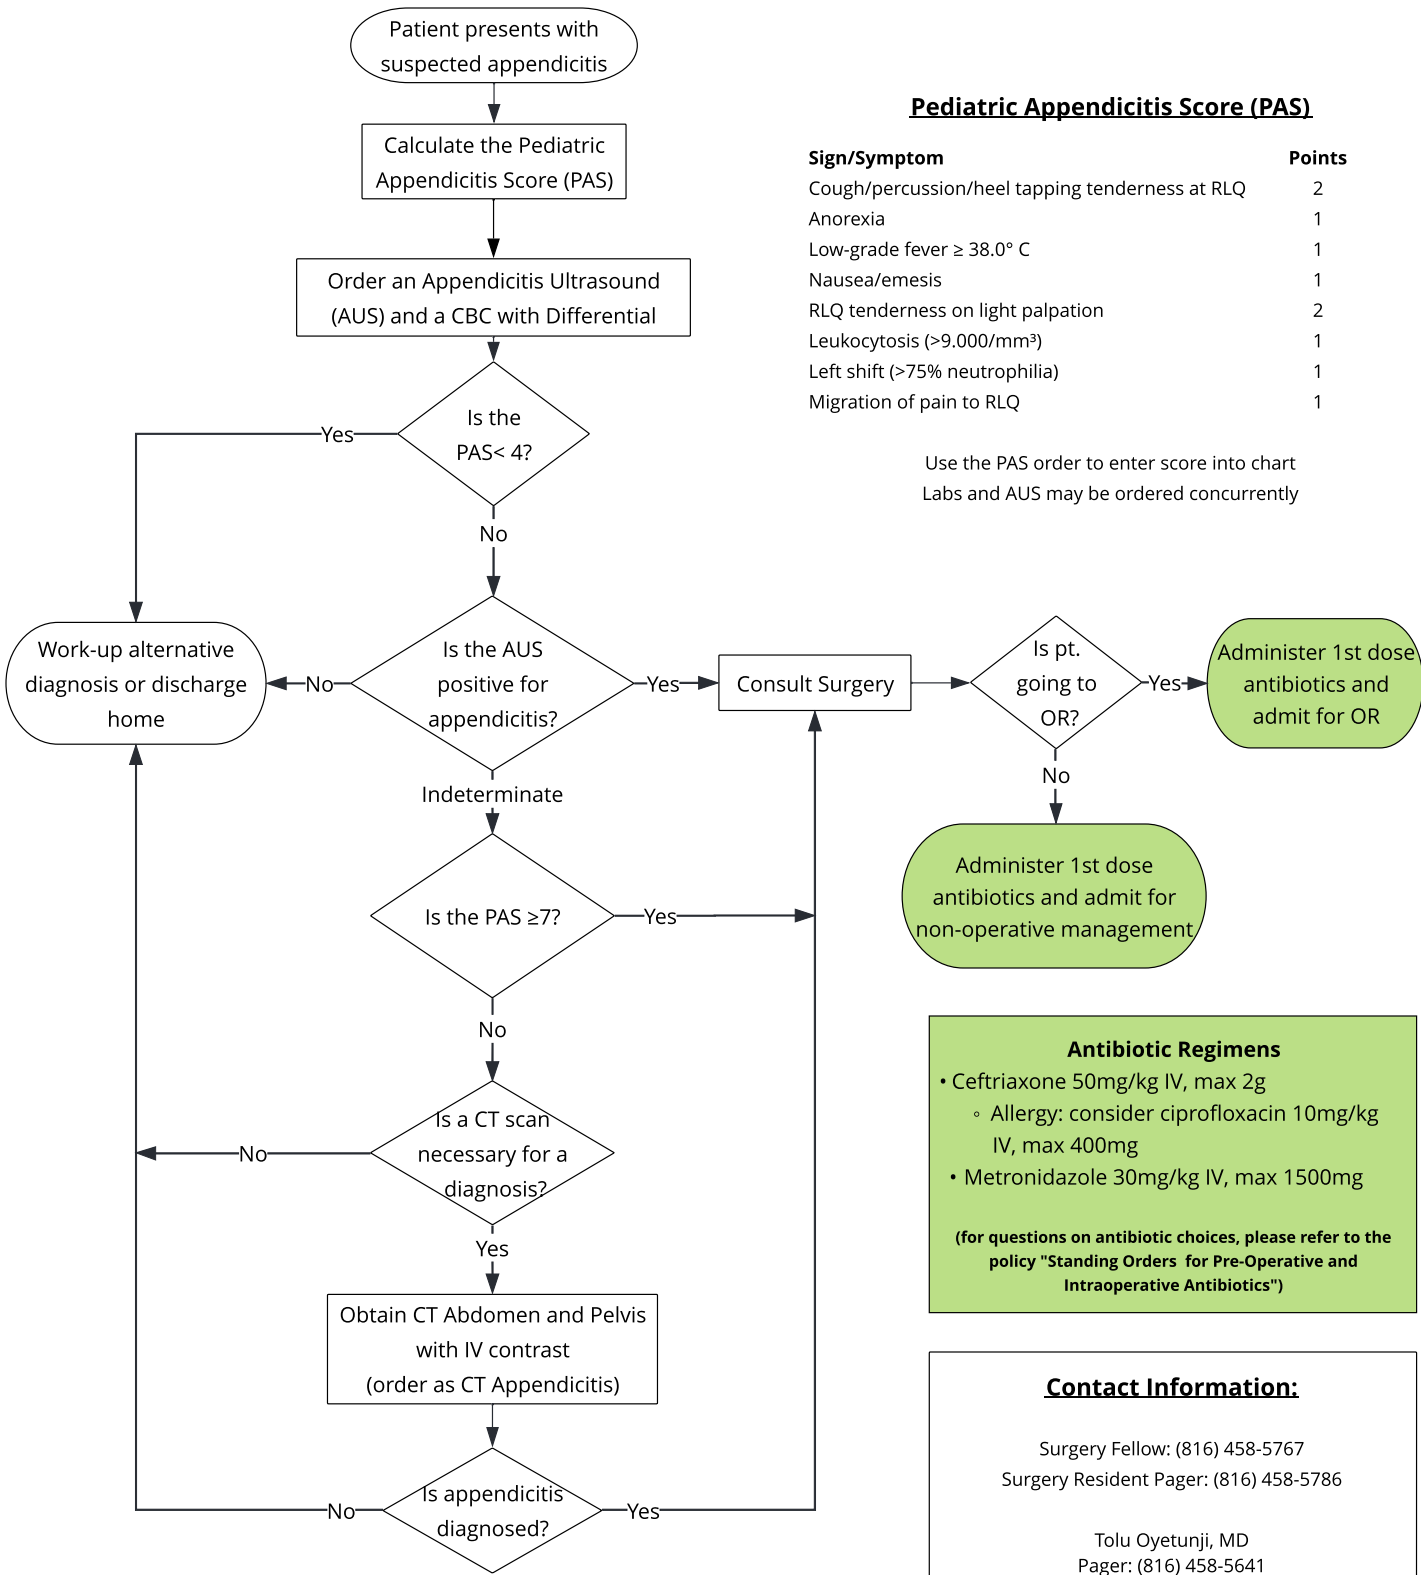 Patient presents with
suspected appendicitis
Calculate the Pediatric
Appendicitis Score (PAS)
Order an Appendicitis Ultrasound
(AUS) and a CBC with Differential
Is the
PAS< 4?
Yes
No
Pediatric Appendicitis Score (PAS)
Sign/Symptom Points
Cough/percussion/heel tapping tenderness at RLQ 2
Anorexia 1
Low-grade fever ≥ 38.0° C 1
Nausea/emesis 1
RLQ tenderness on light palpation 2
Leukocytosis (>9.000/mm³) 1
Left shift (>75% neutrophilia) 1
Migration of pain to RLQ 1
Use the PAS order to enter score into chart
Labs and AUS may be ordered concurrently
Work-up alternative
diagnosis or discharge
home
No
Is the AUS
positive for
appendicitis?
Yes
Consult Surgery
Is pt.
going to
OR?
Yes
Administer 1st dose
antibiotics and
admit for OR
No
Administer 1st dose
antibiotics and admit for
non-operative management
Indeterminate
Is the PAS ≥7?
Yes
No
Is a CT scan
necessary for a
diagnosis?
No
Yes
Obtain CT Abdomen and Pelvis
with IV contrast
(order as CT Appendicitis)
Is appendicitis
diagnosed?
No
Yes
Antibiotic Regimens
• Ceftriaxone 50mg/kg IV, max 2g
◦ Allergy: consider ciprofloxacin 10mg/kg
IV, max 400mg
• Metronidazole 30mg/kg IV, max 1500mg
(for questions on antibiotic choices, please refer to the
policy "Standing Orders for Pre-Operative and
Intraoperative Antibiotics")
Contact Information:
Surgery Fellow: (816) 458-5767
Surgery Resident Pager: (816) 458-5786
Tolu Oyetunji, MD
Pager: (816) 458-5641